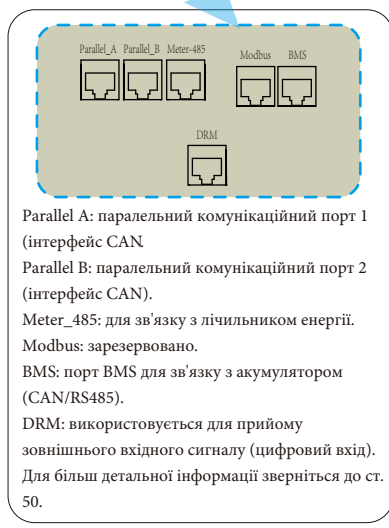 Parallel_A Parallel_B Meter-485 Modbus BMS
DRM
Parallel A: паралельний комунікаційний порт 1
(інтерфейс CAN.
Parallel B: паралельний комунікаційний порт 2
(інтерфейс CAN).
Meter_485: для зв'язку з лічильником енергії.
Modbus: зарезервовано.
BMS: порт BMS для зв'язку з акумулятором
(CAN/RS485).
DRM: використовується для прийому
зовнішнього вхідного сигналу (цифровий вхід).
Для більш детальної інформації зверніться до ст.
50.